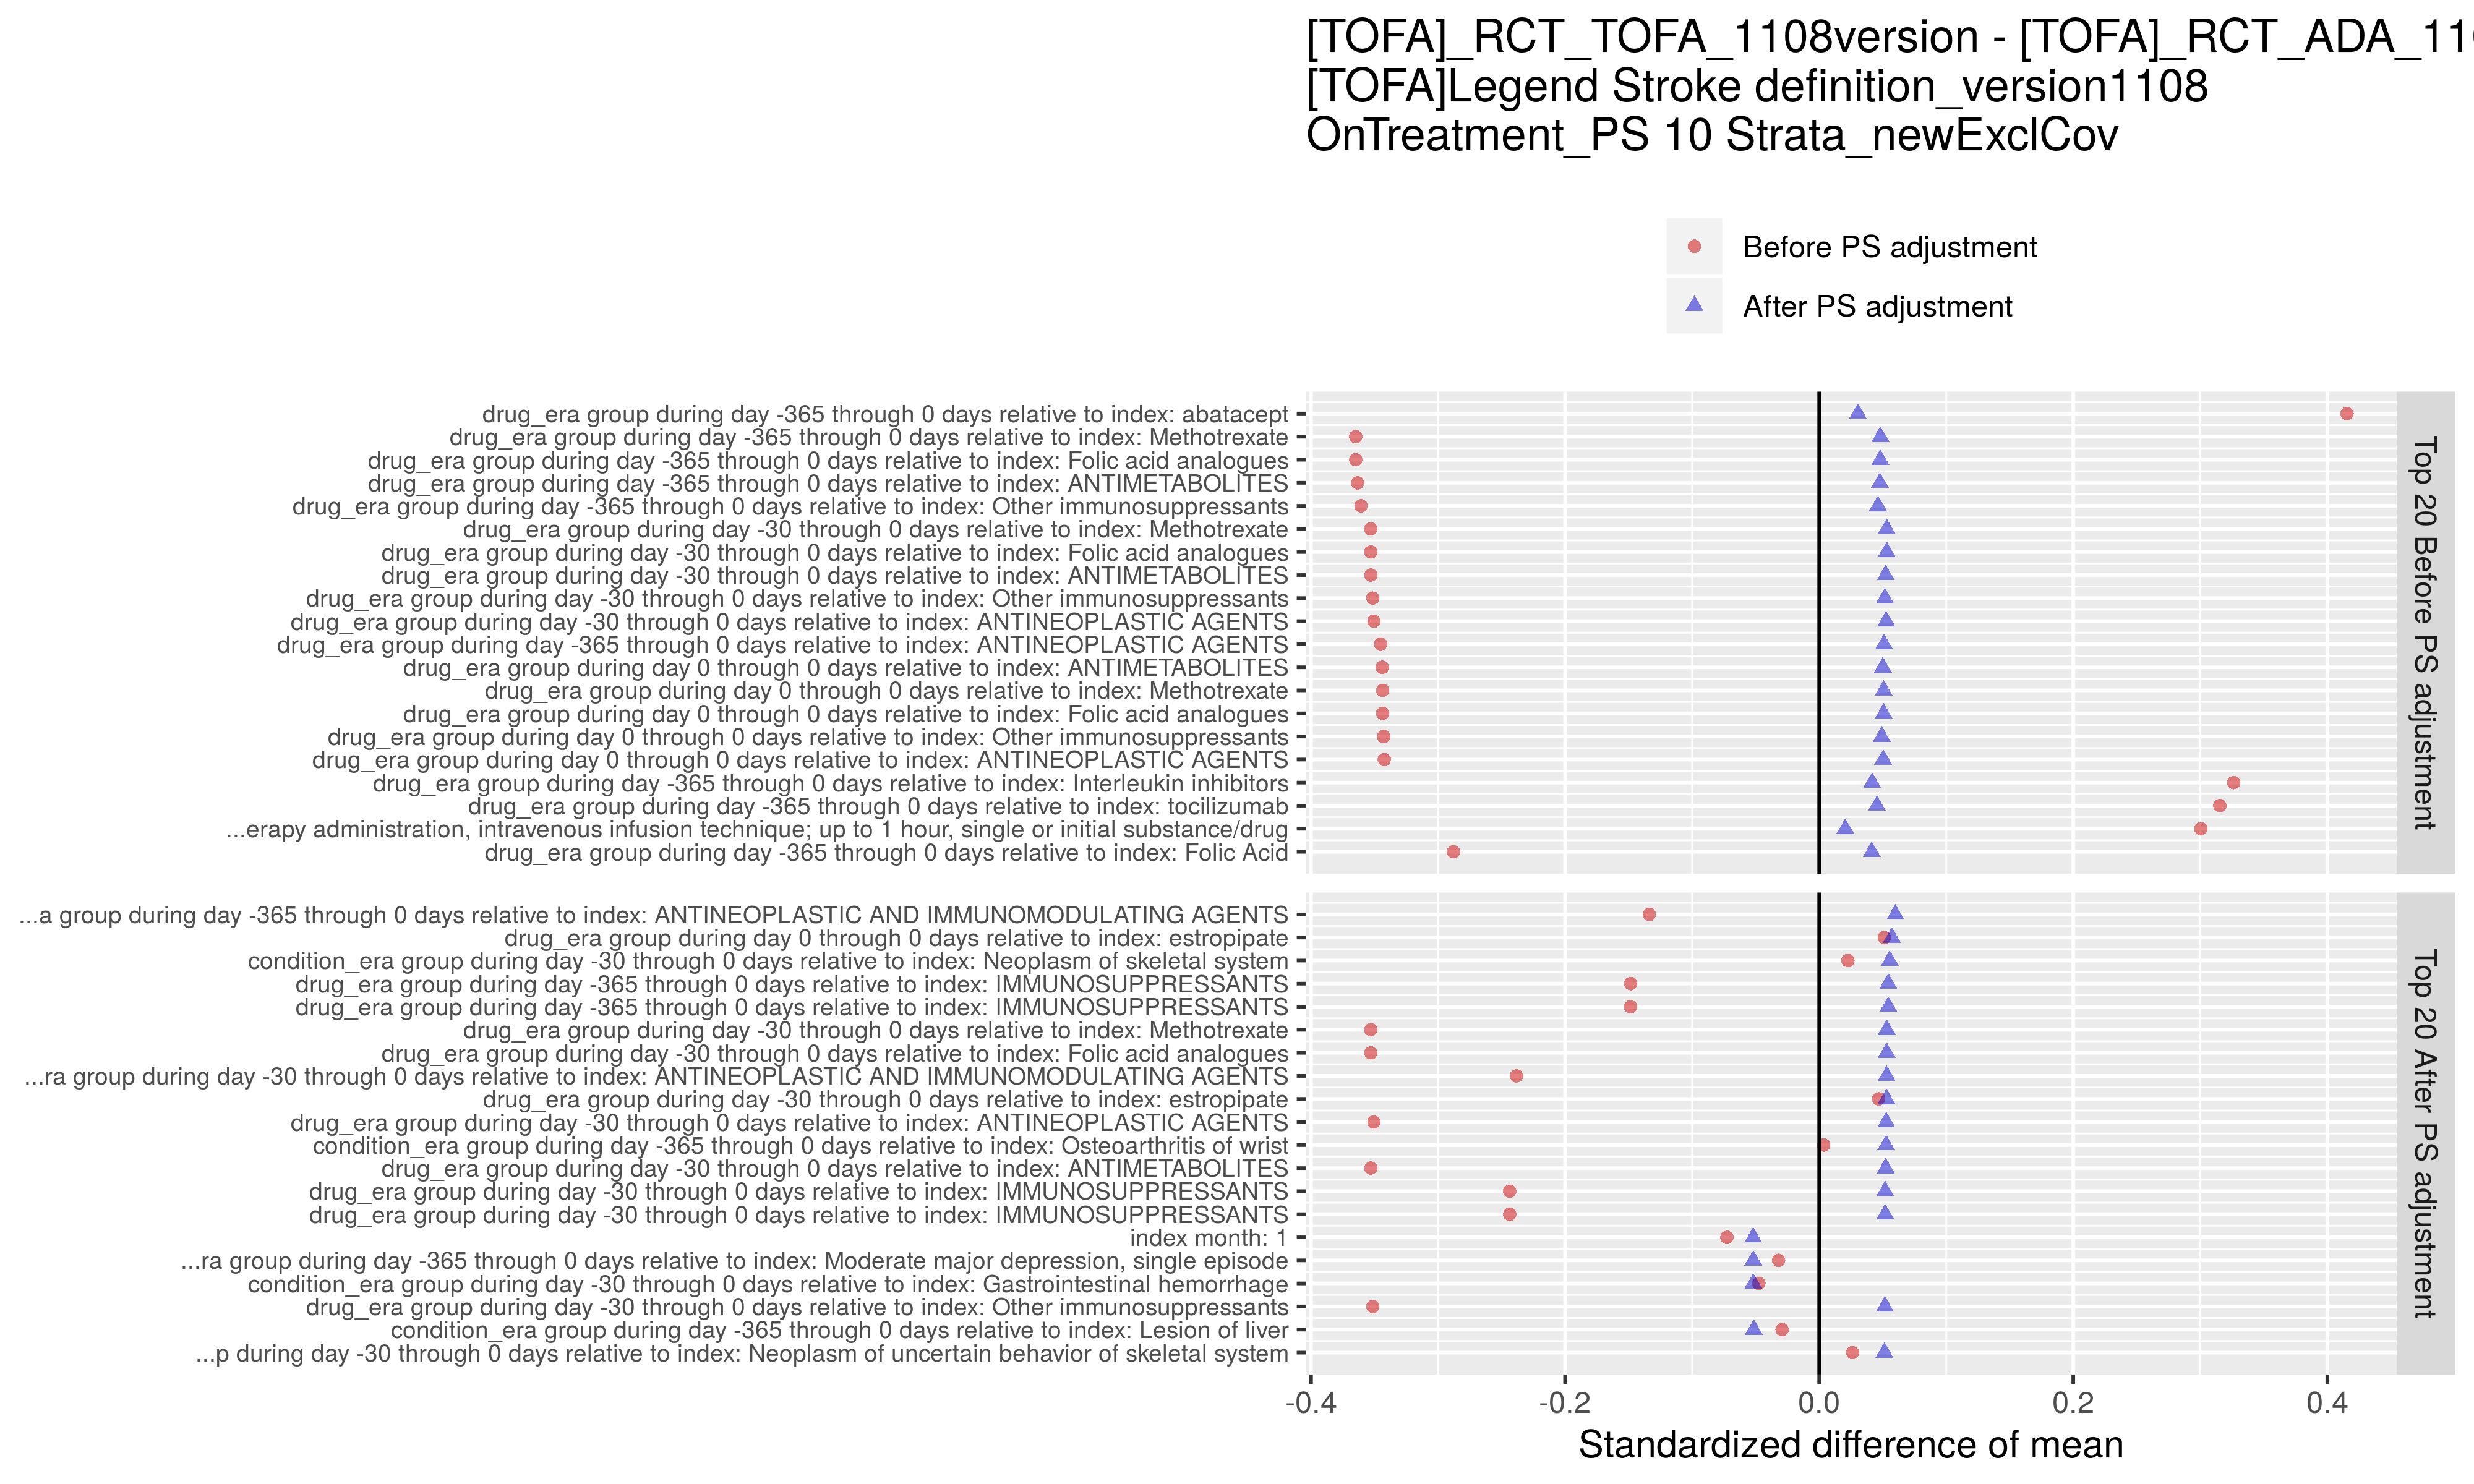 [TOFA]_RCT_TOFA_1108version - [TOFA]_RCT_ADA_11
[TOFA]Legend Stroke definition_version1108
OnTreatment_PS 10 Strata_newExclCov
Before PS adjustment
After PS adjustment
drug_era group during day -365 through 0 days relative to index: abatacept
drug_era group during day -365 through 0 days relative to index: Methotrexate
drug_era group during day -365 through 0 days relative to index: Folic acid analogues
drug_era group during day -365 through 0 days relative to index: ANTIMETABOLITES
drug_era group during day -365 through 0 days relative to index: Other immunosuppressants
drug_era group during day -30 through 0 days relative to index: Methotrexate
drug_era group during day -30 through 0 days relative to index: Folic acid analogues
drug_era group during day -30 through 0 days relative to index: ANTIMETABOLITES
drug_era group during day -30 through 0 days relative to index: Other immunosuppressants
drug_era group during day -30 through 0 days relative to index: ANTINEOPLASTIC AGENTS
drug_era group during day -365 through 0 days relative to index: ANTINEOPLASTIC AGENTS
drug_era group during day 0 through 0 days relative to index: ANTIMETABOLITES
drug_era group during day 0 through 0 days relative to index: Methotrexate
drug_era group during day 0 through 0 days relative to index: Folic acid analogues
drug_era group during day 0 through 0 days relative to index: Other immunosuppressants
drug_era group during day 0 through 0 days relative to index: ANTINEOPLASTIC AGENTS
drug_era group during day -365 through 0 days relative to index: Interleukin inhibitors
drug_era group during day -365 through 0 days relative to index: tocilizumab
...erapy administration, intravenous infusion technique; up to 1 hour, single or initial substance/drug
drug_era group during day -365 through 0 days relative to index: Folic Acid
Top 20 Before PS adjustment
...a group during day -365 through 0 days relative to index: ANTINEOPLASTIC AND IMMUNOMODULATING AGENTS
drug_era group during day 0 through 0 days relative to index: estropipate
condition_era group during day -30 through 0 days relative to index: Neoplasm of skeletal system
drug_era group during day -365 through 0 days relative to index: IMMUNOSUPPRESSANTS
drug_era group during day -365 through 0 days relative to index: IMMUNOSUPPRESSANTS
drug_era group during day -30 through 0 days relative to index: Methotrexate
drug_era group during day -30 through 0 days relative to index: Folic acid analogues
...ra group during day -30 through 0 days relative to index: ANTINEOPLASTIC AND IMMUNOMODULATING AGENTS
drug_era group during day -30 through 0 days relative to index: estropipate
drug_era group during day -30 through 0 days relative to index: ANTINEOPLASTIC AGENTS
condition_era group during day -365 through 0 days relative to index: Osteoarthritis of wrist
drug_era group during day -30 through 0 days relative to index: ANTIMETABOLITES
drug_era group during day -30 through 0 days relative to index: IMMUNOSUPPRESSANTS
drug_era group during day -30 through 0 days relative to index: IMMUNOSUPPRESSANTS
index month: 1
...ra group during day -365 through 0 days relative to index: Moderate major depression, single episode
condition_era group during day -30 through 0 days relative to index: Gastrointestinal hemorrhage
drug_era group during day -30 through 0 days relative to index: Other immunosuppressants
condition_era group during day -365 through 0 days relative to index: Lesion of liver
...p during day -30 through 0 days relative to index: Neoplasm of uncertain behavior of skeletal system
Top 20 After PS adjustment
-0.4 -0.2 0.0 0.2 0.4
Standardized difference of mean